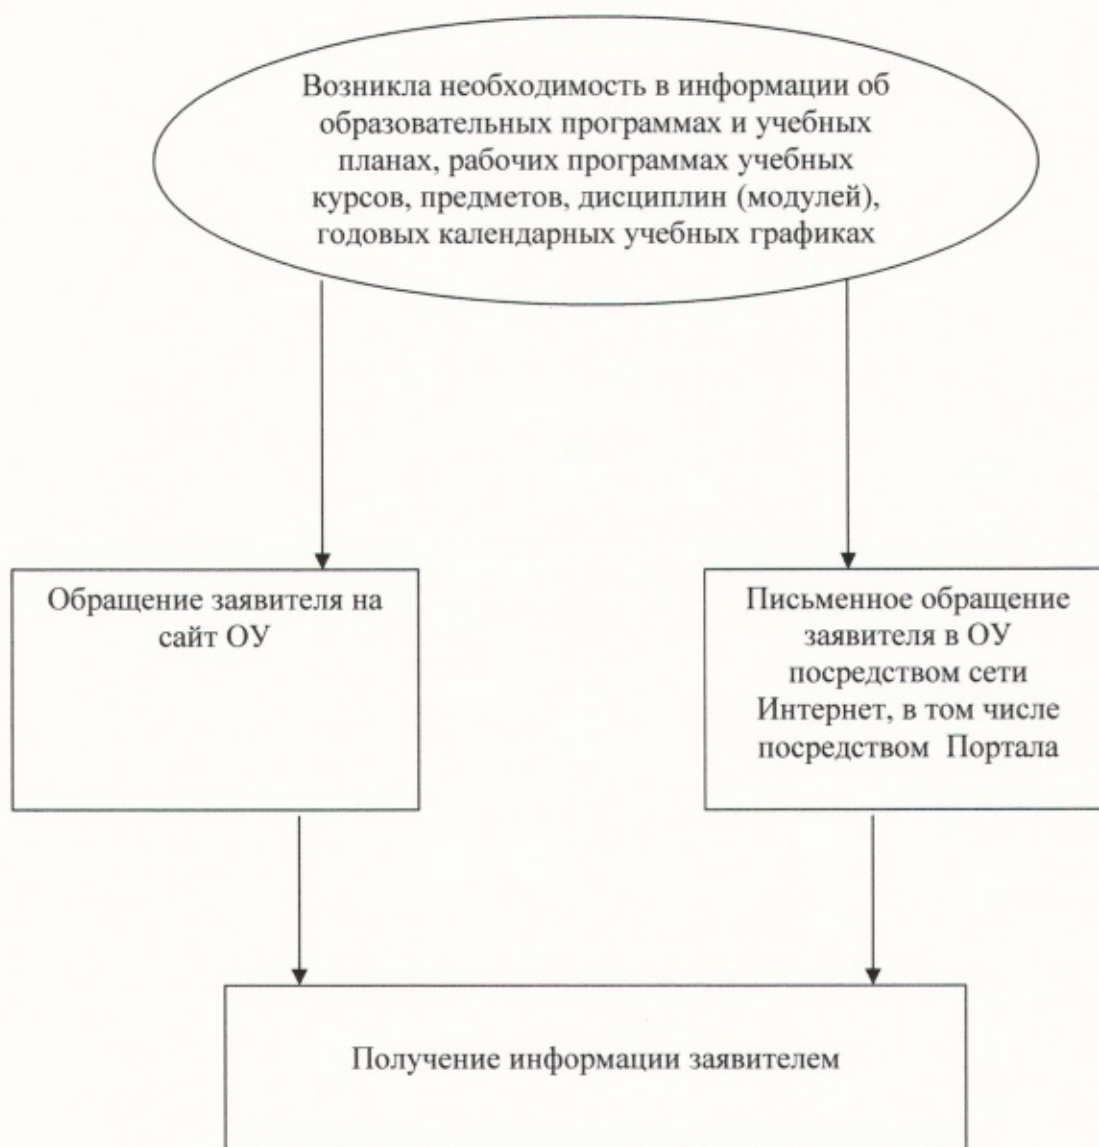 Возникла необходимость в информации об
образовательных программах и учебных
планах, рабочих программах учебных
курсов, предметов, дисциплин (модулей),
годовых календарных учебных графиках
Обращение заявителя на
сайт ОУ
Письменное обращение
заявителя в ОУ
посредством сети
Интернет, в том числе
посредством Портала
Получение информации заявителем